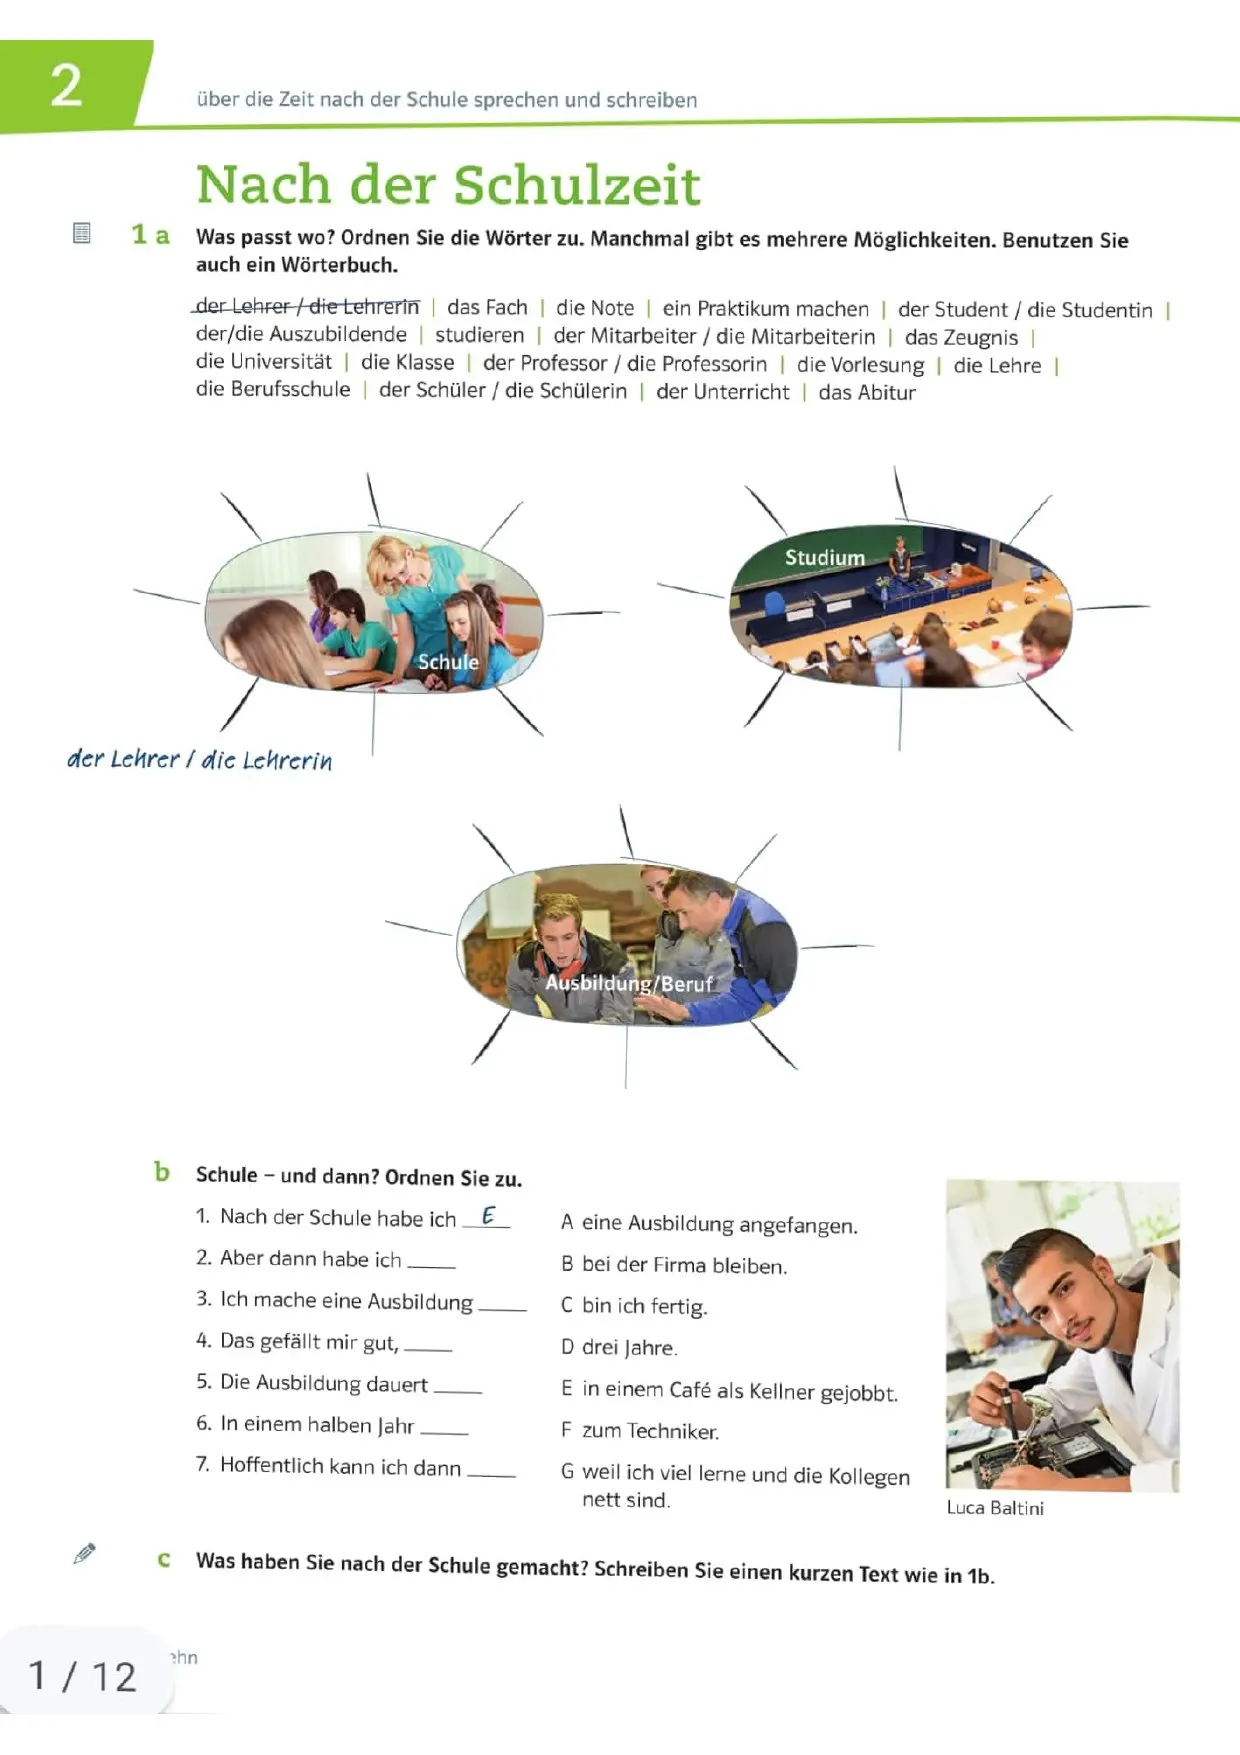 2
über die Zeit nach der Schule sprechen und schreiben
Nach der Schulzeit
1 a Was passt wo? Ordnen Sie die Wörter zu. Manchmal gibt es mehrere Möglichkeiten. Benutzen Sie
auch ein Wörterbuch.
der Lehrer / die Lehrerin | das Fach | die Note | ein Praktikum machen | der Student / die Studentin |
der/die Auszubildende | studieren | der Mitarbeiter / die Mitarbeiterin | das Zeugnis |
die Universität | die Klasse | der Professor / die Professorin | die Vorlesung | die Lehre |
die Berufsschule | der Schüler / die Schülerin | der Unterricht | das Abitur
Schule
Studium
der Lehrer / die Lehrerin
Ausbildung/Beruf
b Schule – und dann? Ordnen Sie zu.
1. Nach der Schule habe ich E
2. Aber dann habe ich ____
3. Ich mache eine Ausbildung ____
4. Das gefällt mir gut, ____
5. Die Ausbildung dauert ____
6. In einem halben Jahr ____
7. Hoffentlich kann ich dann ____
A eine Ausbildung angefangen.
B bei der Firma bleiben.
C bin ich fertig.
D drei Jahre.
E in einem Café als Kellner gejobbt.
F zum Techniker.
G weil ich viel lerne und die Kollegen
nett sind.
Luca Baltini
c Was haben Sie nach der Schule gemacht? Schreiben Sie einen kurzen Text wie in 1b.
ehn
1 / 12